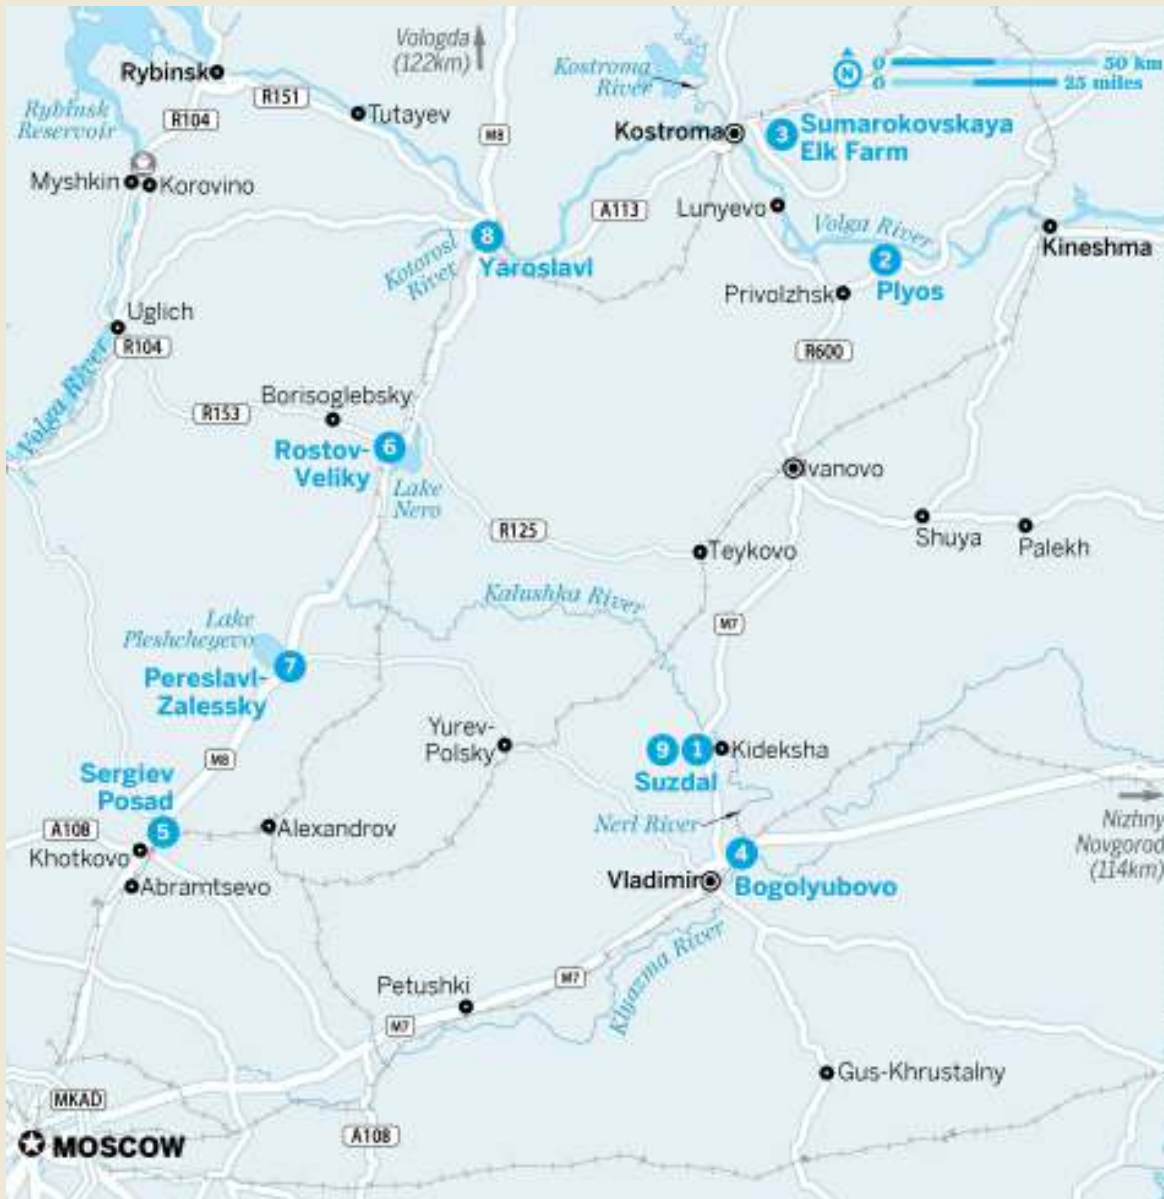 Vologda
(122km)
Rybinsk
R151
R104
Tutayev
Rybinsk
Reservoir
Myshkin
Korovino
M8
Kostroma
River
N
0
50 km
0
25 miles
Kostroma
3
Sumarokovskaya
Elk Farm
A113
Lunyevo
Volga River
Kineshma
2
Plyos
Privolzhsk
8
Yaroslavl
Kotorosl
River
Uglich
R104
Volga River
R600
Borisoglebsky
R153
6
Rostov-
Veliky
Lake
Nero
Ivanovo
R125
Teykovo
Shuya
Palekh
Kalushka River
M7
Lake
Pleshcheyevo
7
Pereslavl-
Zalessky
Yurev-
Polsky
9
1
Kideksha
Suzdal
M8
Sergiev
Posad
5
A108
Khotkovo
Alexandrov
Abramtsevo
Nerl River
4
Bogolyubovo
Vladimir
Nizhny
Novgorod
(114km)
Klyazma River
M7
Petushki
M7
Gus-Khrustalny
MKAD
MOSCOW
A108